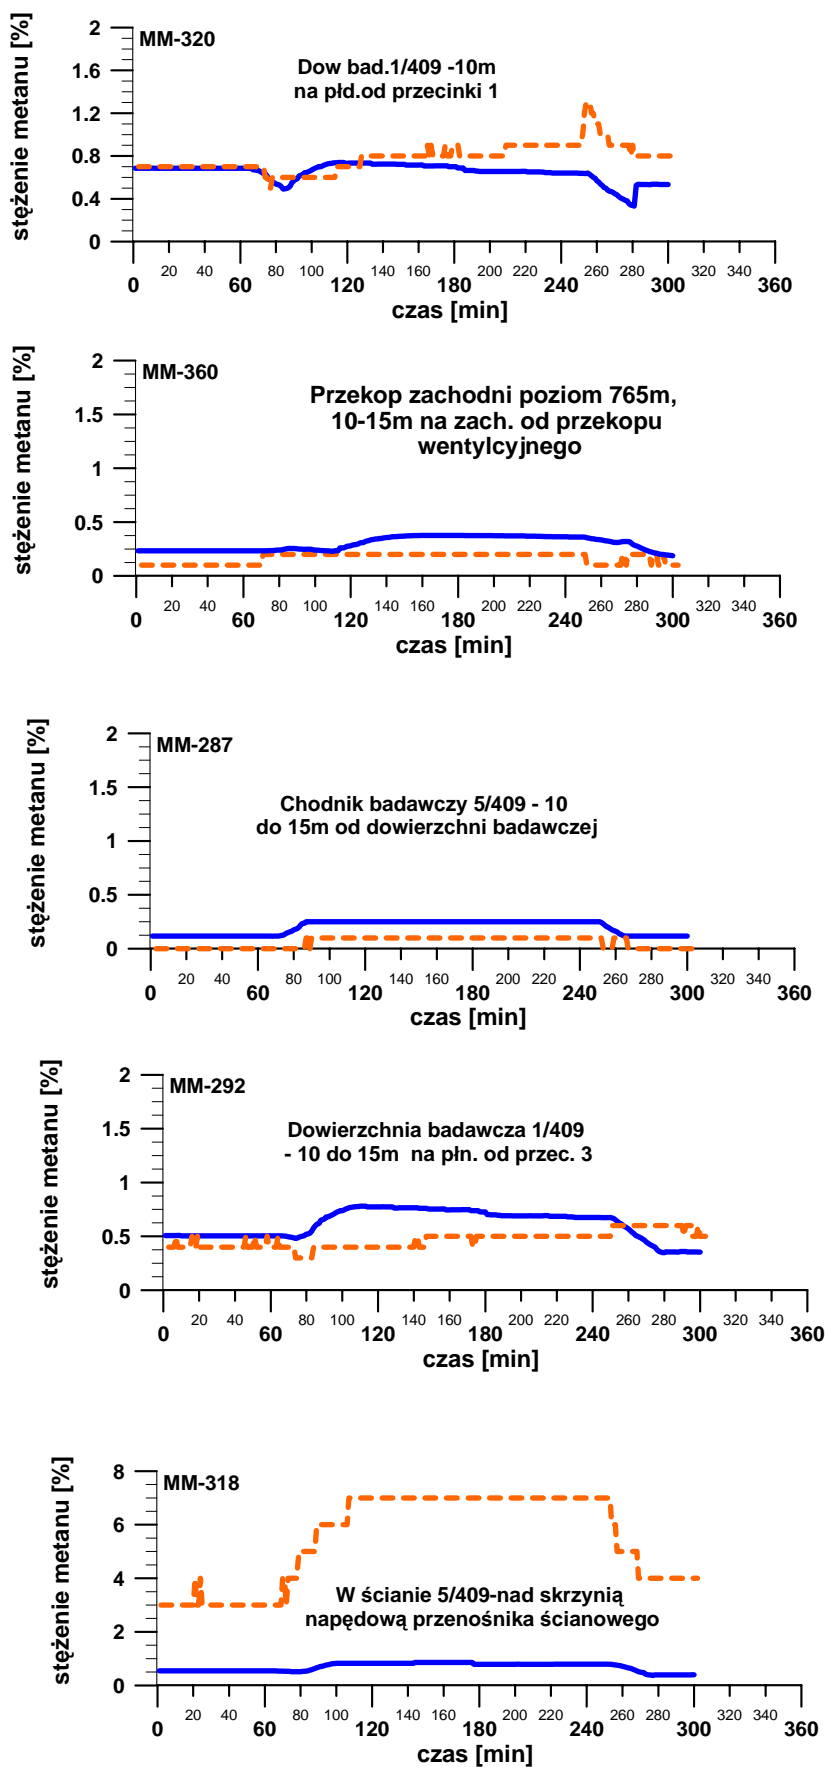 2
MM-320
Dow bad.1/409 -10m
na płd.od przecinki 1
1.6
1.2
0.8
0.4
0
stężenie metanu [%]
20 40 80 100 140 160 200 220 260 280 320 340
0 60 120 180 240 300 360
czas [min]
2
MM-360
Przekop zachodni poziom 765m,
10-15m na zach. od przekopu
wentylcyjnego
1.5
1
0.5
0
stężenie metanu [%]
20 40 80 100 140 160 200 220 260 280 320 340
0 60 120 180 240 300 360
czas [min]
2
MM-287
Chodnik badawczy 5/409 - 10
do 15m od dowierzchni badawczej
1.5
1
0.5
0
stężenie metanu [%]
20 40 80 100 140 160 200 220 260 280 320 340
0 60 120 180 240 300 360
czas [min]
2
MM-292
Dowierzchnia badawcza 1/409
- 10 do 15m na płn. od przec. 3
1.5
1
0.5
0
stężenie metanu [%]
20 40 80 100 140 160 200 220 260 280 320 340
0 60 120 180 240 300 360
czas [min]
8
MM-318
6
4
W ścianie 5/409-nad skrzynią
napędową przenośnika ścianowego
2
0
stężenie metanu [%]
20 40 80 100 140 160 200 220 260 280 320 340
0 60 120 180 240 300 360
czas [min]